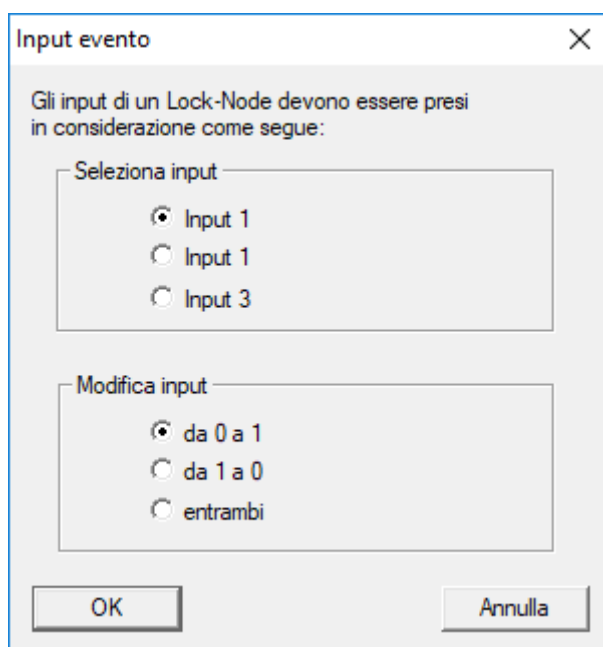 Input evento
Gli input di un Lock-Node devono essere presi
in considerazione come segue:
Seleziona input
Input 1
Input 1
Input 3
Modifica input
da 0 a 1
da 1 a 0
entrambi
OK
Annulla